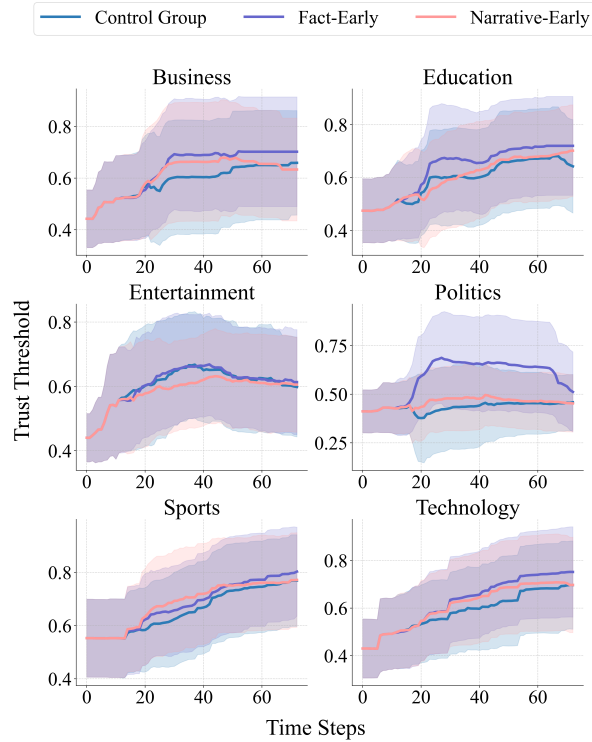 Control Group Fact-Early Narrative-Early
Business Education
0.8 0.8
0.6 0.6
0.4 0.4
0 20 40 60 0 20 40 60
Entertainment Politics
0.8 0.75
0.6 0.50
0.4 0.25
0 20 40 60 0 20 40 60
Sports Technology
0.8 0.8
0.6 0.6
0.4 0.4
0 20 40 60 0 20 40 60
Trust Threshold
Time Steps